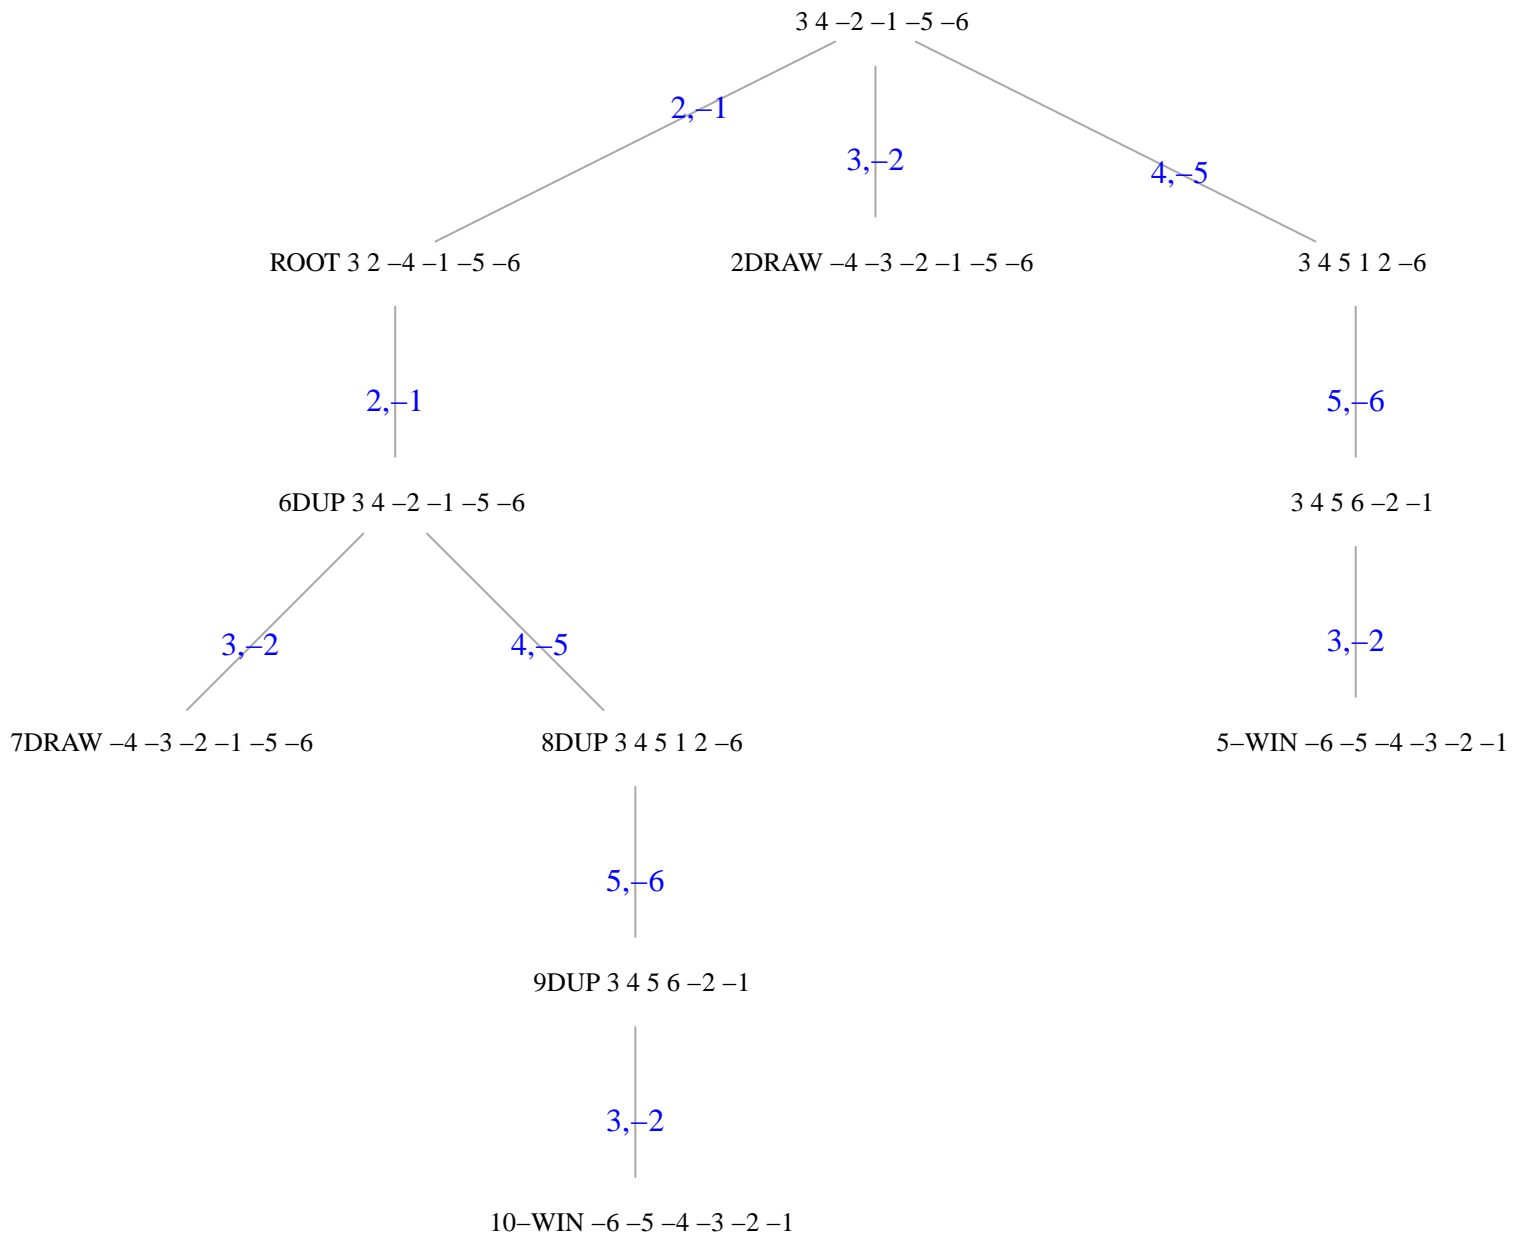 3 4 –2 –1 –5 –6
2,–1
3,–2
4,–5
ROOT 3 2 –4 –1 –5 –6
2DRAW –4 –3 –2 –1 –5 –6
3 4 5 1 2 –6
2,–1
5,–6
6DUP 3 4 –2 –1 –5 –6
3 4 5 6 –2 –1
3,–2
4,–5
3,–2
7DRAW –4 –3 –2 –1 –5 –6
8DUP 3 4 5 1 2 –6
5–WIN –6 –5 –4 –3 –2 –1
5,–6
9DUP 3 4 5 6 –2 –1
3,–2
10–WIN –6 –5 –4 –3 –2 –1